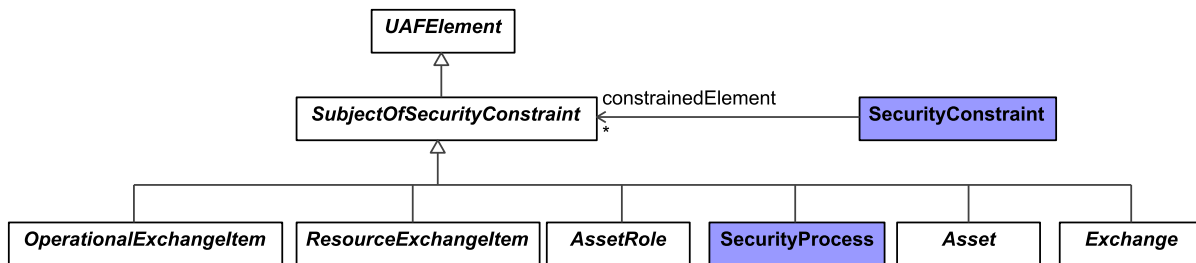 UAFElement
SubjectOfSecurityConstraint
constrainedElement
*
SecurityConstraint
OperationalExchangeItem
ResourceExchangeItem
AssetRole
SecurityProcess
Asset
Exchange